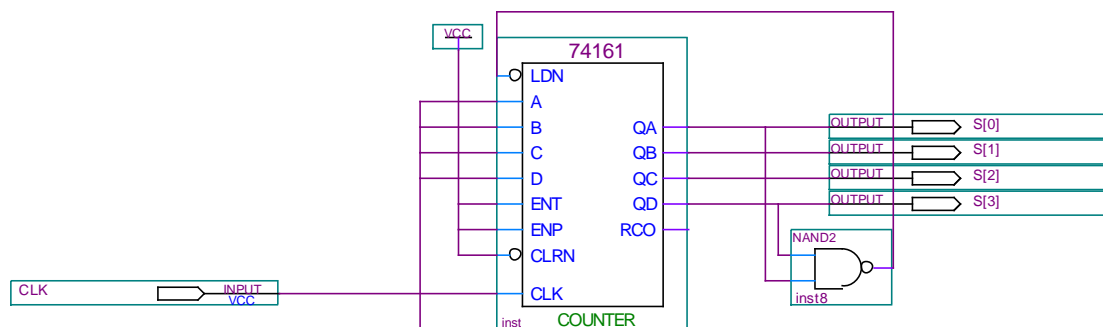 VCC
74161
LDN
A
B
C
D
ENT
ENP
CLRN
CLK
QA
QB
QC
QD
RCO
inst
COUNTER
OUTPUT S[0]
OUTPUT S[1]
OUTPUT S[2]
OUTPUT S[3]
NAND2
inst8
CLK
INPUT
VCC